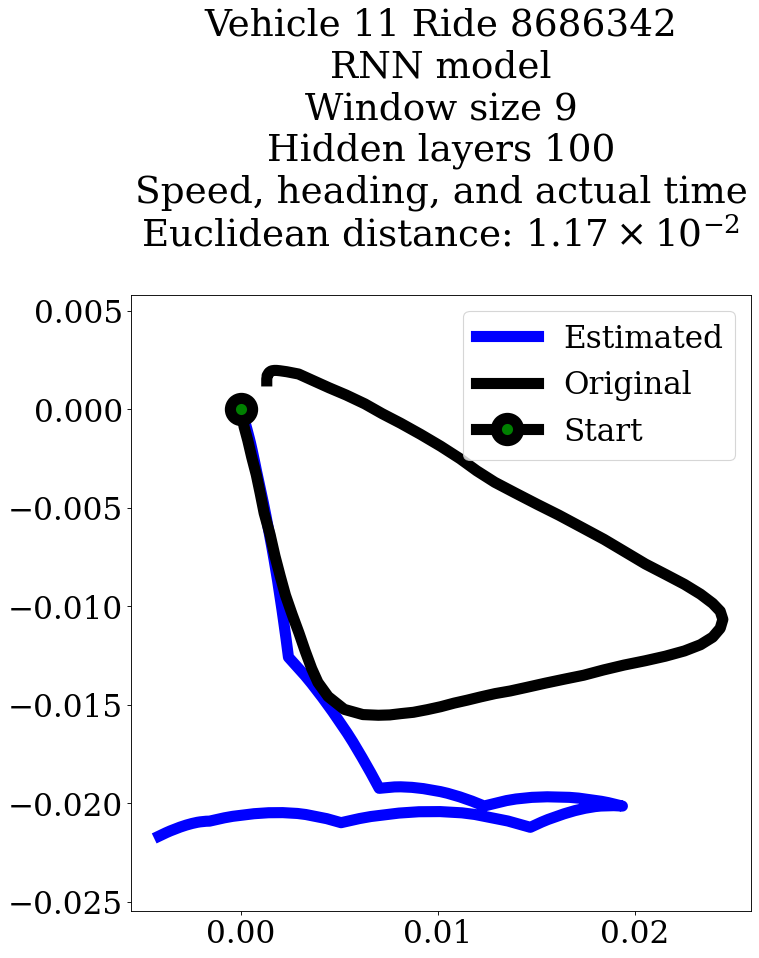 Vehicle 11 Ride 8686342
RNN model
Window size 9
Hidden layers 100
Speed, heading, and actual time
Euclidean distance: 1.17 × 10⁻²
0.005
0.000
−0.005
−0.010
−0.015
−0.020
−0.025
Estimated
Original
Start
0.00 0.01 0.02